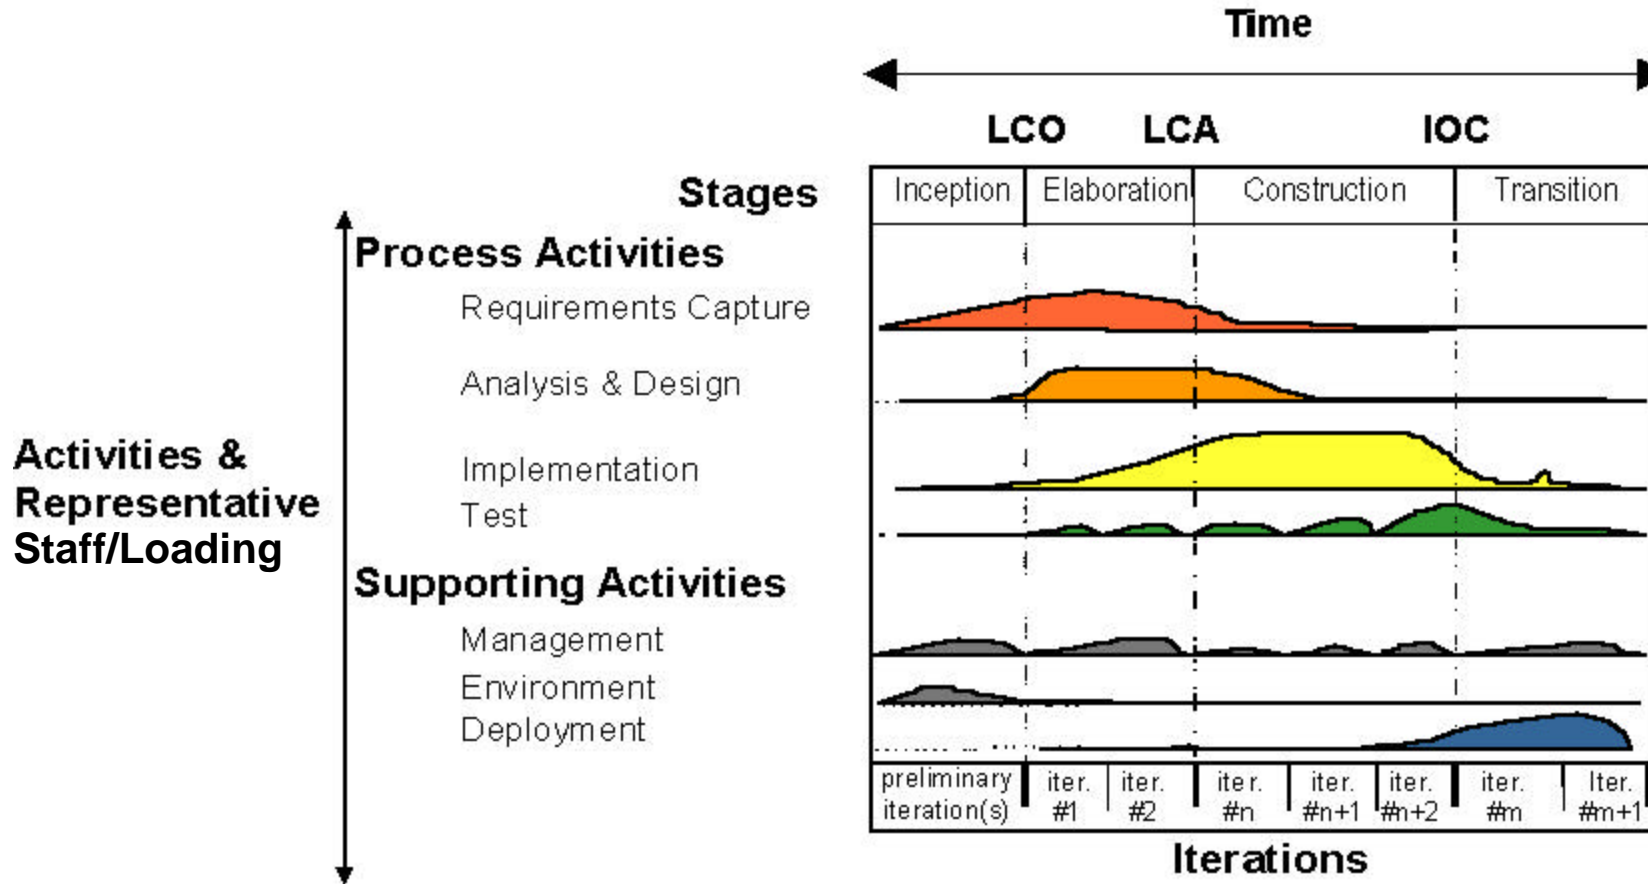 Time
LCO LCA IOC
Stages
Inception Elaboration Construction Transition
Process Activities
Requirements Capture
Analysis & Design
Activities &
Representative
Staff/Loading
Implementation
Test
Supporting Activities
Management
Environment
Deployment
preliminary
iteration(s)
iter.
#1
iter.
#2
iter.
#n
iter.
#n+1
iter.
#n+2
iter.
#m
Iter.
#m+1
Iterations